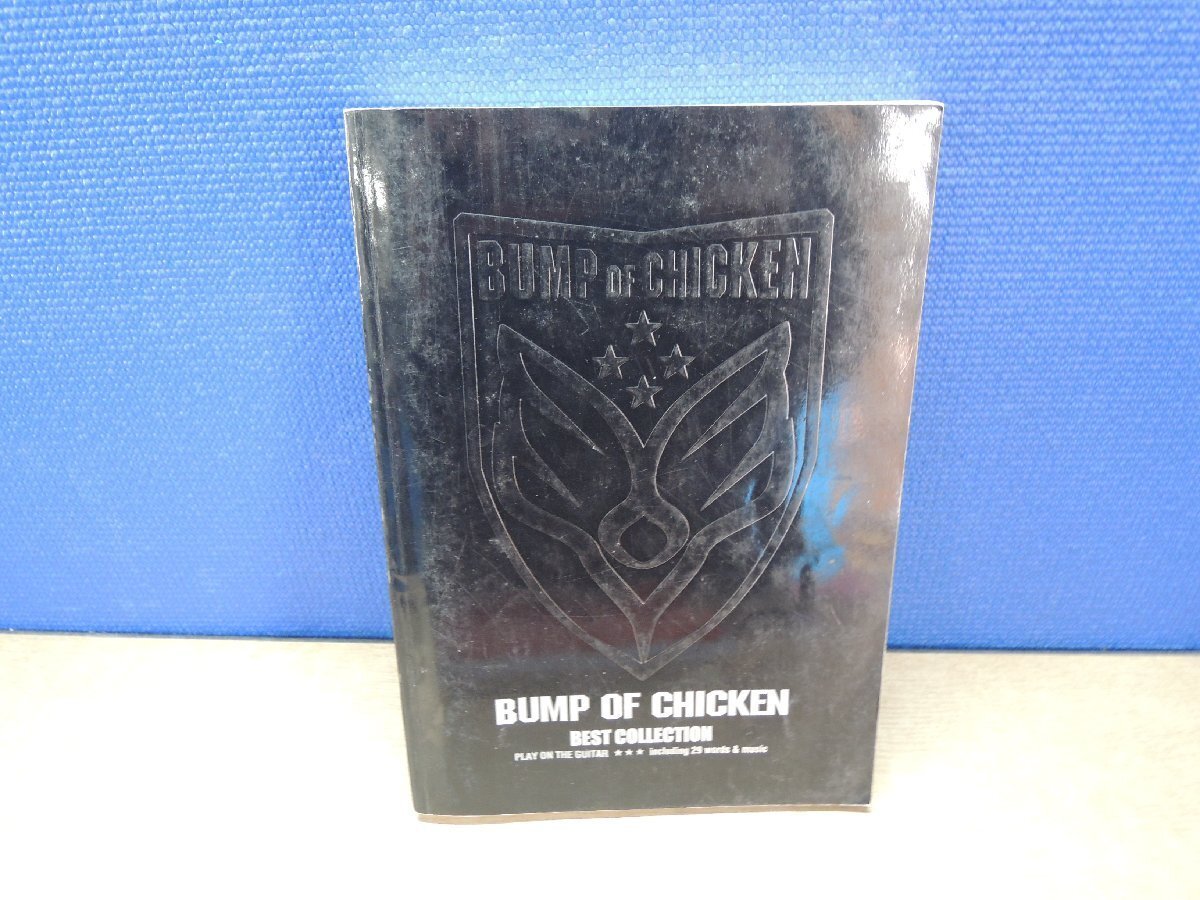 BUMP OF CHICKEN
BUMP OF CHICKEN
BEST COLLECTION
PLAY ON THE GUITAR ★★★ including 29 words & music